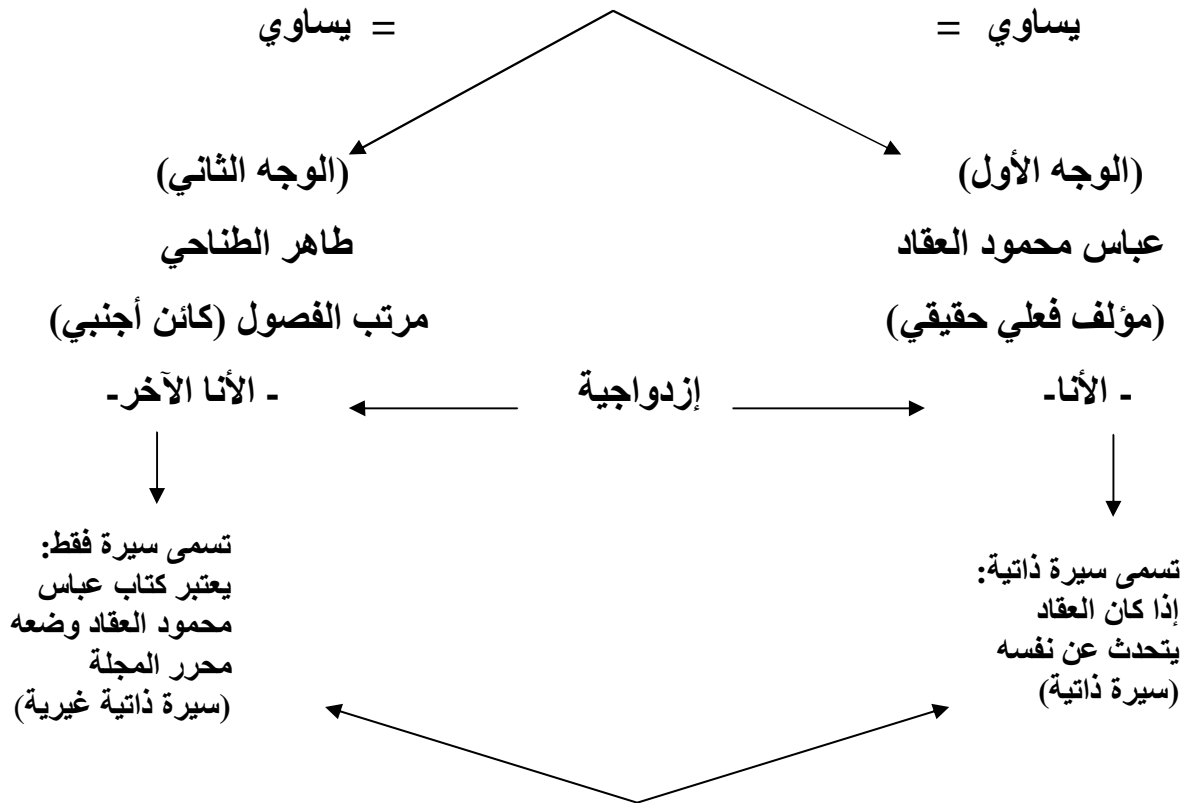 يساوي =
= يساوي
(الوجه الأول)
(الوجه الثاني)
عباس محمود العقاد
طاهر الطناحي
(مؤلف فعلي حقيقي)
مرتب الفصول (كائن أجنبي)
- الأنا-
إزدواجية
- الأنا الآخر-
تسمى سيرة ذاتية:
إذا كان العقاد
يتحدث عن نفسه
(سيرة ذاتية)
تسمى سيرة فقط:
يعتبر كتاب عباس
محمود العقاد وضعه
محرر المجلة
(سيرة ذاتية غيرية)